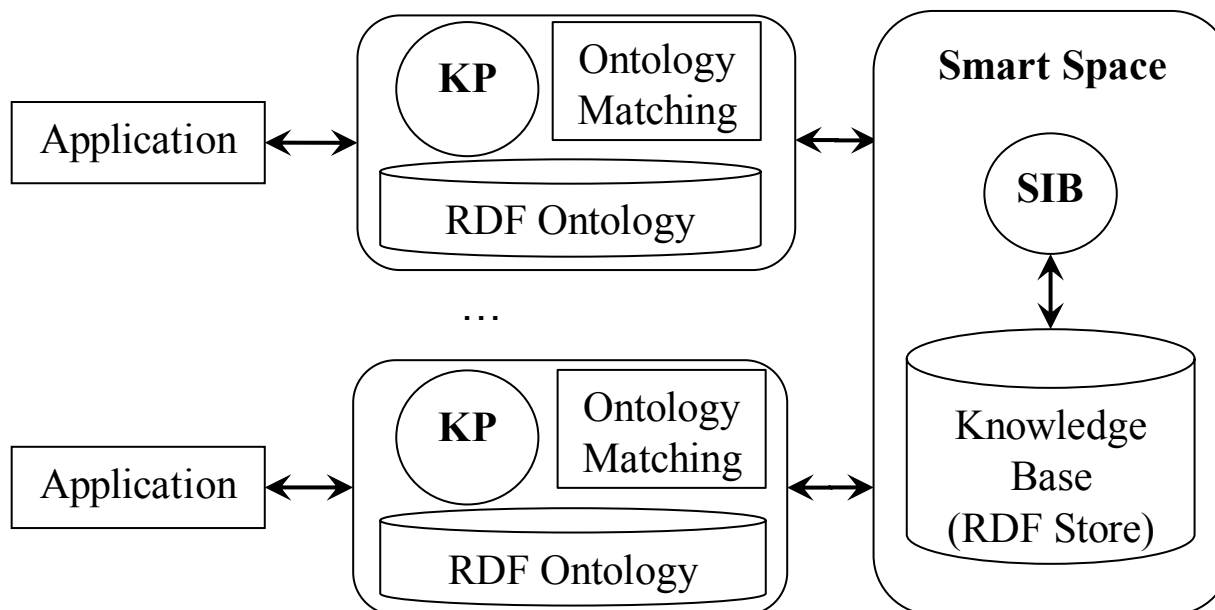 Application
KP
Ontology
Matching
RDF Ontology
...
Application
KP
Ontology
Matching
RDF Ontology
Smart Space
SIB
Knowledge
Base
(RDF Store)